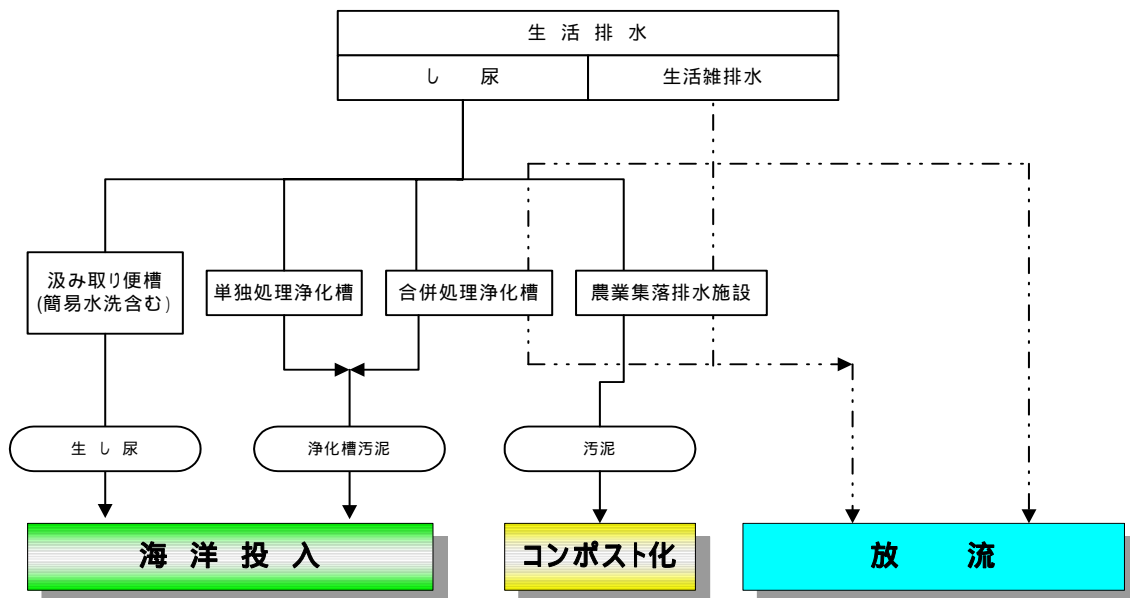 生活排水
し尿
生活雑排水
汲み取り便槽
(簡易水洗含む)
単独処理浄化槽
合併処理浄化槽
農業集落排水施設
生し尿
浄化槽汚泥
汚泥
海洋投入
コンポスト化
放流